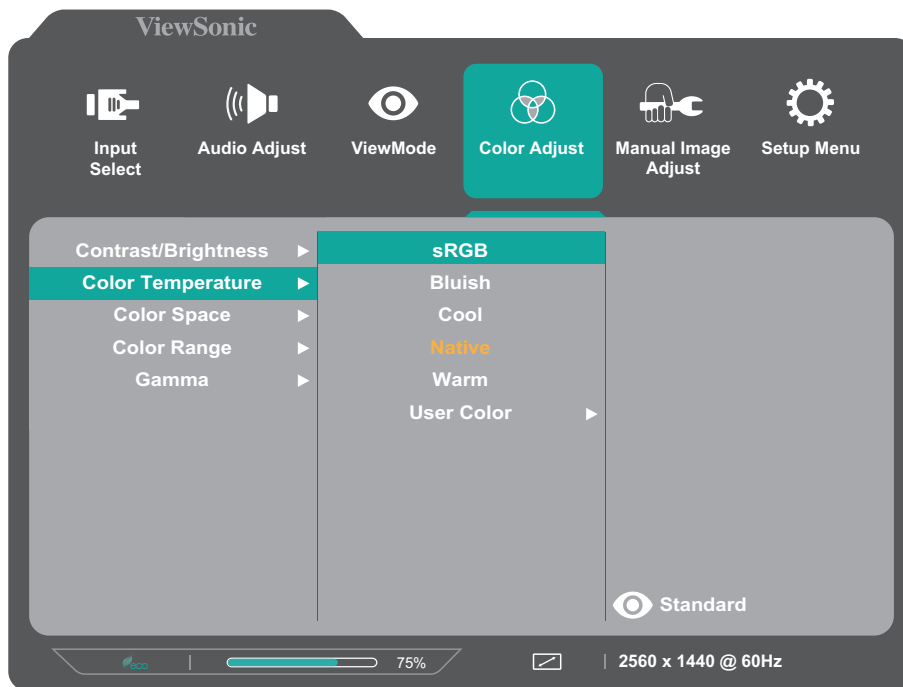 ViewSonic
Input
Select
Audio Adjust
ViewMode
Color Adjust
Manual Image
Adjust
Setup Menu
Contrast/Brightness
Color Temperature
Color Space
Color Range
Gamma
sRGB
Bluish
Cool
Native
Warm
User Color
Standard
eco
75%
2560 x 1440 @ 60Hz